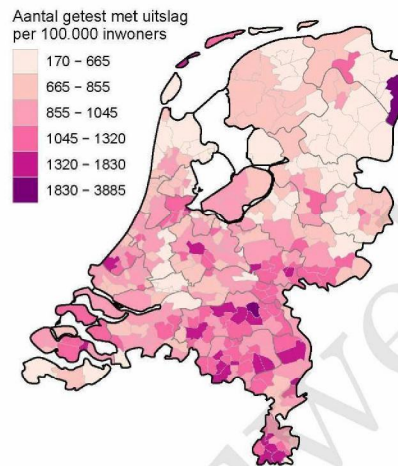 Aantal getest met uitslag
per 100.000 inwoners
170 – 665
665 – 855
855 – 1045
1045 – 1320
1320 – 1830
1830 – 3885